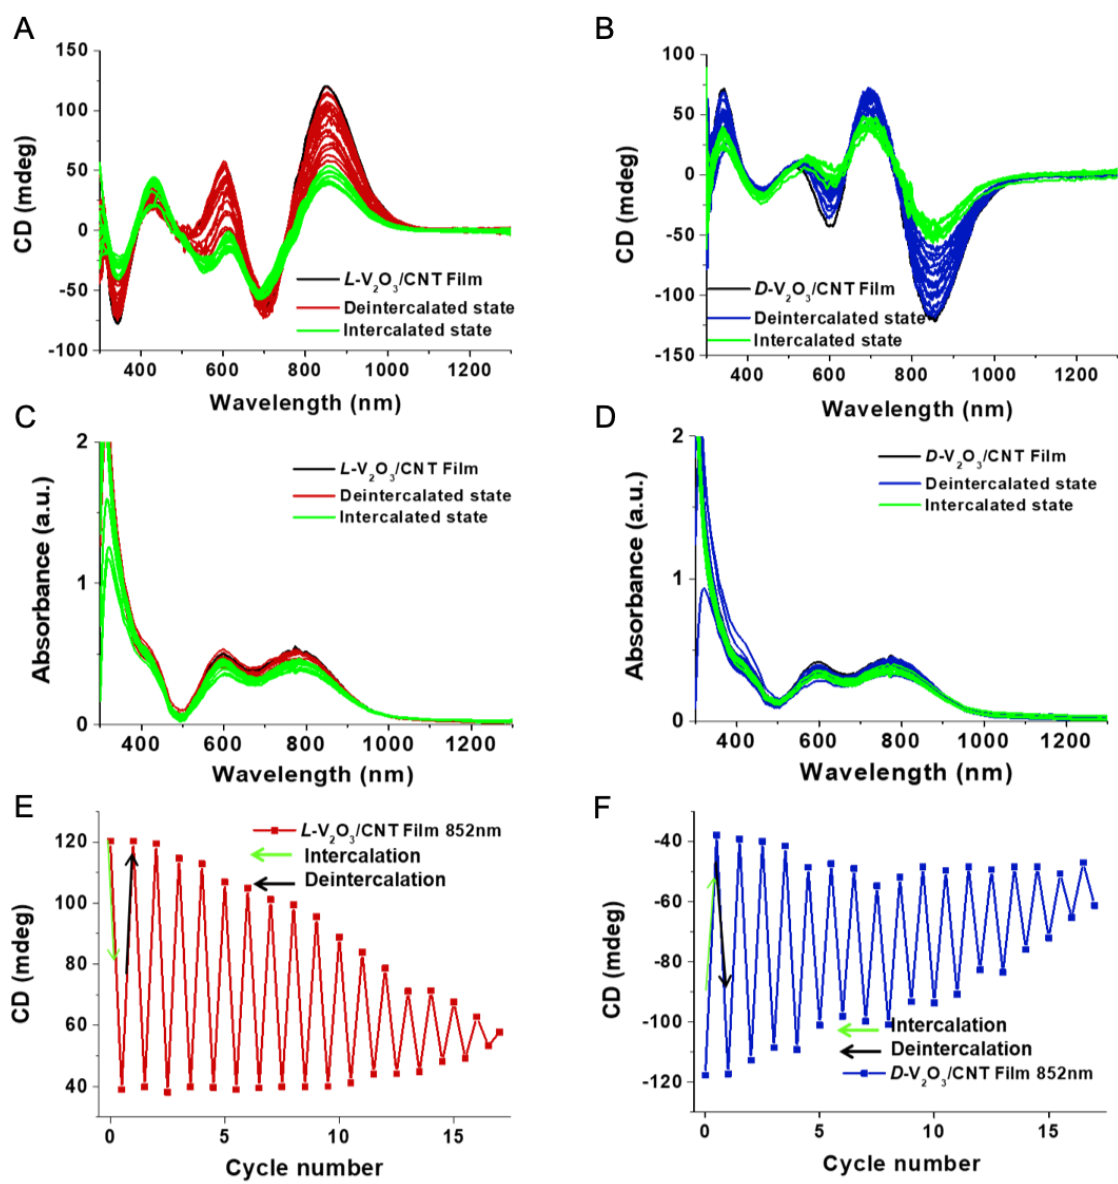 A
CD (mdeg)
150
100
50
0
-50
-100
L-V₂O₃/CNT Film
Deintercalated state
Intercalated state
400 600 800 1000 1200
Wavelength (nm)
B
CD (mdeg)
100
50
0
-50
-100
-150
D-V₂O₃/CNT Film
Deintercalated state
Intercalated state
400 600 800 1000 1200
Wavelength (nm)
C
Absorbance (a.u.)
2
1
0
L-V₂O₃/CNT Film
Deintercalated state
Intercalated state
400 600 800 1000 1200
Wavelength (nm)
D
Absorbance (a.u.)
2
1
0
D-V₂O₃/CNT Film
Deintercalated state
Intercalated state
400 600 800 1000 1200
Wavelength (nm)
E
CD (mdeg)
120
100
80
60
40
L-V₂O₃/CNT Film 852nm
Intercalation
Deintercalation
0 5 10 15
Cycle number
F
CD (mdeg)
-40
-60
-80
-100
-120
Intercalation
Deintercalation
D-V₂O₃/CNT Film 852nm
0 5 10 15
Cycle number